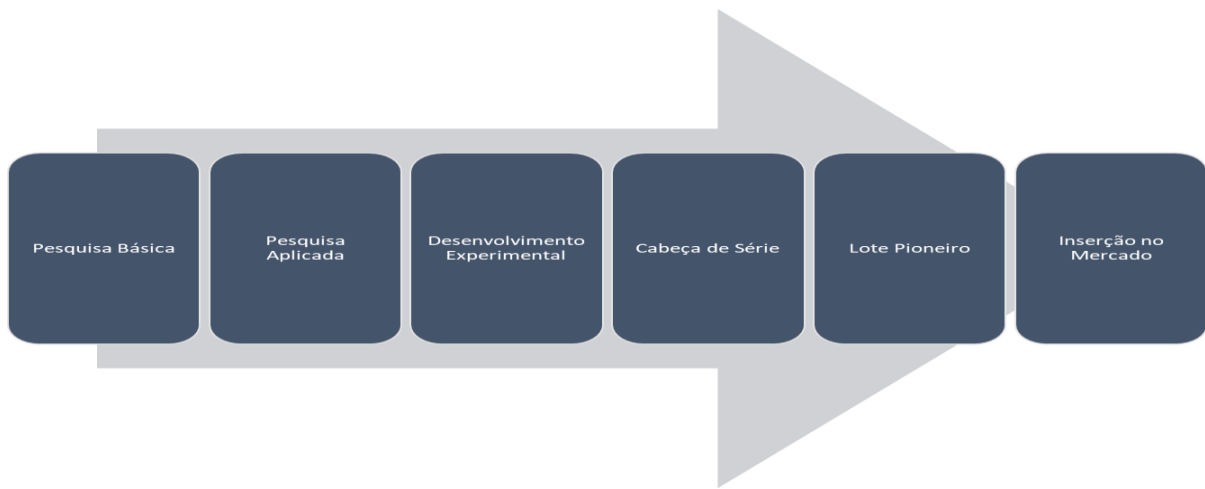 Pesquisa Básica
Pesquisa
Aplicada
Desenvolvimento
Experimental
Cabeça de Série
Lote Pioneiro
Inserção no
Mercado